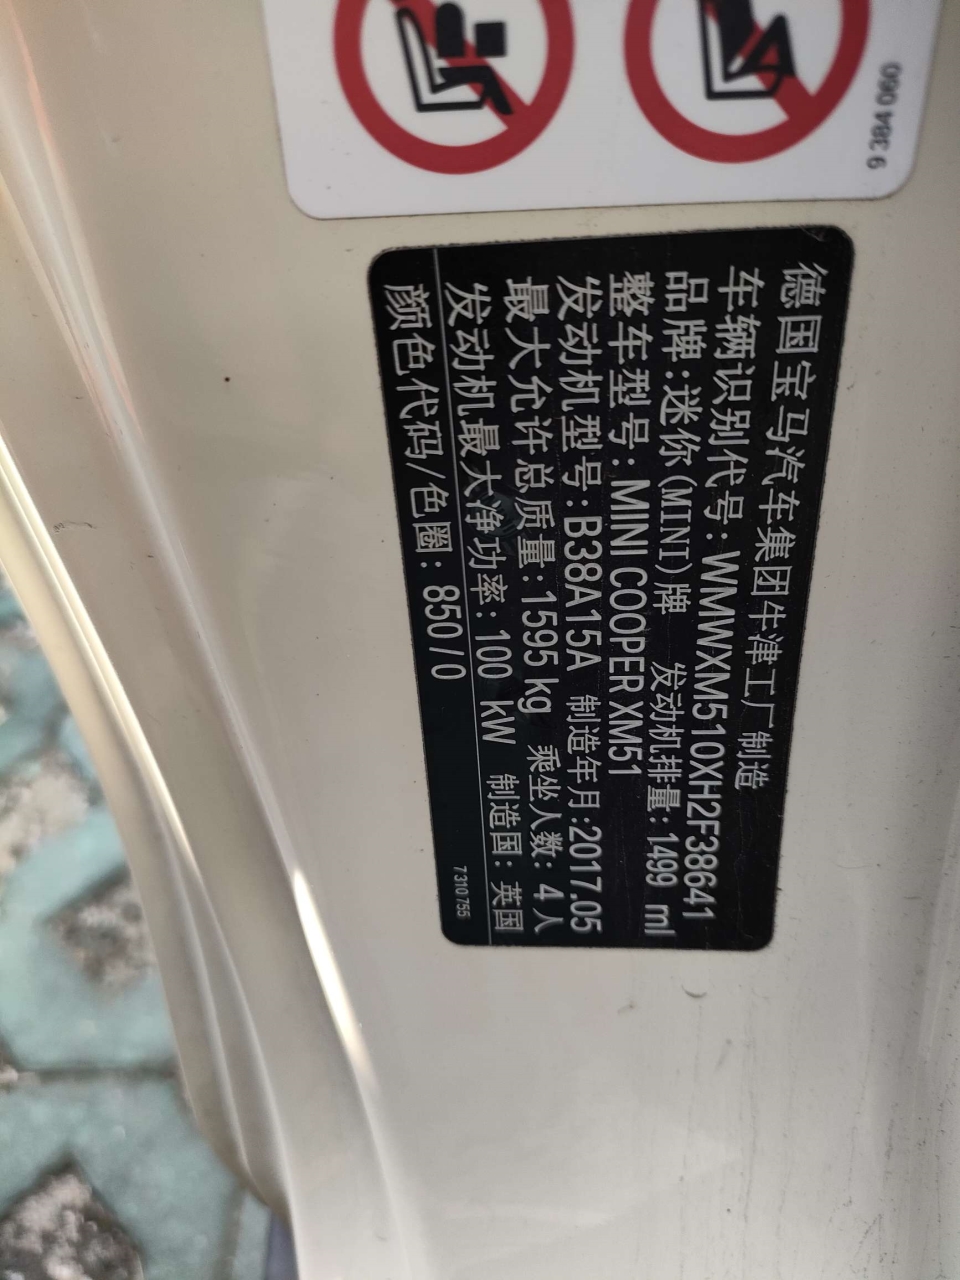 9 384 060
德国宝马汽车集团牛津工厂制造
车辆识别代号:WMWXM510XH2F38641
品牌:迷你(MINI)牌 发动机排量:1499 ml
整车型号:MINI COOPER XM51
发动机型号:B38A15A 制造年月:2017.05
最大允许总质量:1595 kg 乘坐人数:4人
发动机最大净功率:100 kW 制造国:英国
颜色代码/色圈:850 / 0
7310755